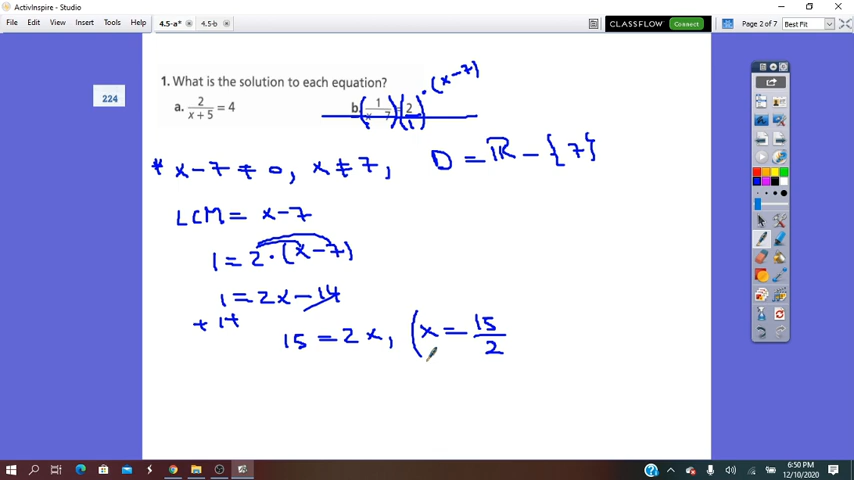 ActivInspire - Studio
File Edit View Insert Tools Help
CLASSFLOW Connect Page 2 of 7 Best Fit
4.5-a* 4.5-b
224
1. What is the solution to each equation?
a. 2/(x + 5) = 4
b. (1/(x - 7)) = (2/1) · (x-7)
* x-7 ≠ 0, x ≠ 7, D = ℝ - {7}
LCM = x-7
1 = 2 · (x-7)
1 = 2x - 14
+ 14
15 = 2x, (x = 15/2
6:50 PM
12/10/2020